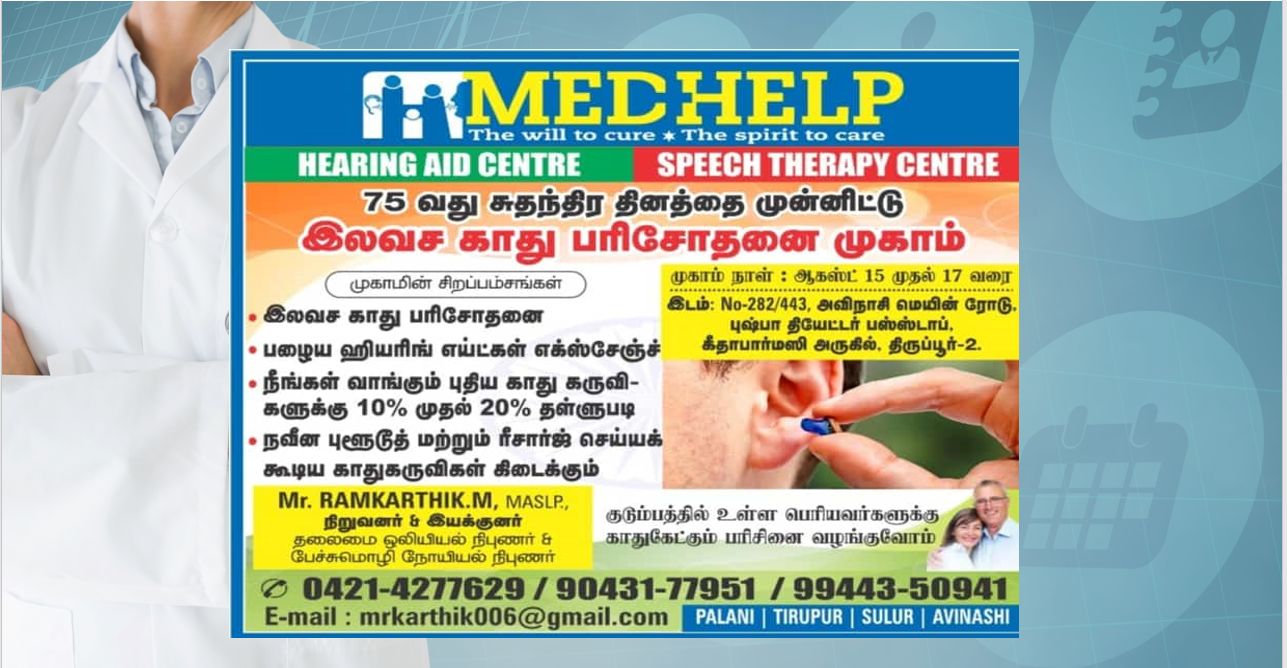 MEDHELP
The will to cure * The spirit to care
HEARING AID CENTRE
SPEECH THERAPY CENTRE
75 வது சுதந்திர தினத்தை முன்னிட்டு
இலவச காது பரிசோதனை முகாம்
முகாமின் சிறப்பம்சங்கள்
• இலவச காது பரிசோதனை
• பழைய ஹியரிங் எய்ட்கள் எக்ஸ்சேஞ்ச்
• நீங்கள் வாங்கும் புதிய காது கருவி-
களுக்கு 10% முதல் 20% தள்ளுபடி
• நவீன புளூடூத் மற்றும் ரீசார்ஜ் செய்யக்
கூடிய காதுகருவிகள் கிடைக்கும்
முகாம் நாள் : ஆகஸ்ட் 15 முதல் 17 வரை
இடம்: No-282/443, அவிநாசி மெயின் ரோடு,
புஷ்பா தியேட்டர் பஸ்ஸ்டாப்,
கீதாபார்மஸி அருகில், திருப்பூர்-2.
Mr. RAMKARTHIK.M, MASLP.,
நிறுவனர் & இயக்குனர்
தலைமை ஒலியியல் நிபுணர் &
பேச்சுமொழி நோயியல் நிபுணர்
குடும்பத்தில் உள்ள பெரியவர்களுக்கு
காதுகேட்கும் பரிசினை வழங்குவோம்
0421-4277629 / 90431-77951 / 99443-50941
E-mail : mrkarthik006@gmail.com
PALANI | TIRUPUR | SULUR | AVINASHI